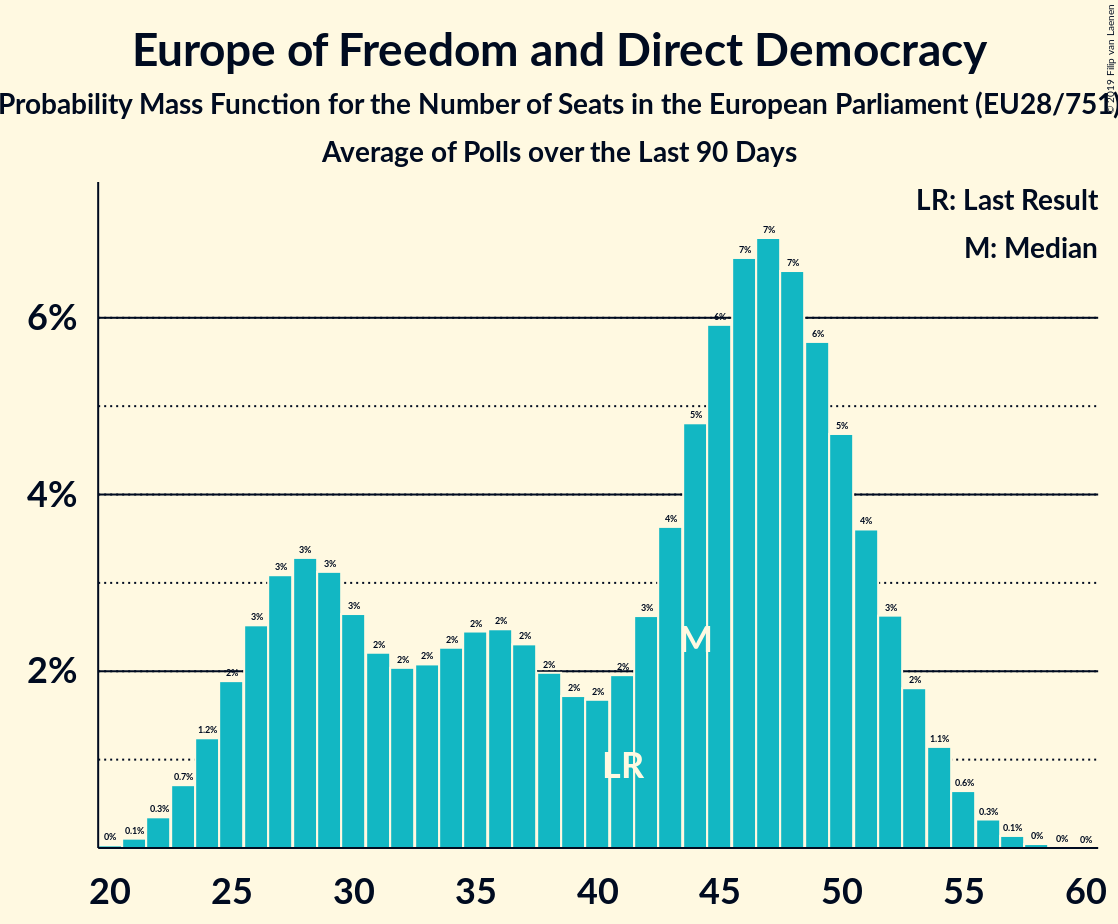 Europe of Freedom and Direct Democracy
Probability Mass Function for the Number of Seats in the European Parliament (EU28/751)
Average of Polls over the Last 90 Days
© 2019 Filip van Laenen
LR: Last Result
M: Median
6%
4%
2%
0% 0.1% 0.3% 0.7% 1.2% 2% 3% 3% 3% 3% 3% 2% 2% 2% 2% 2% 2% 2% 2% 2% 2% 2% 3% 4% 5% 6% 7% 7% 7% 6% 5% 4% 3% 2% 1.1% 0.6% 0.3% 0.1% 0% 0% 0%
M
LR
20 25 30 35 40 45 50 55 60